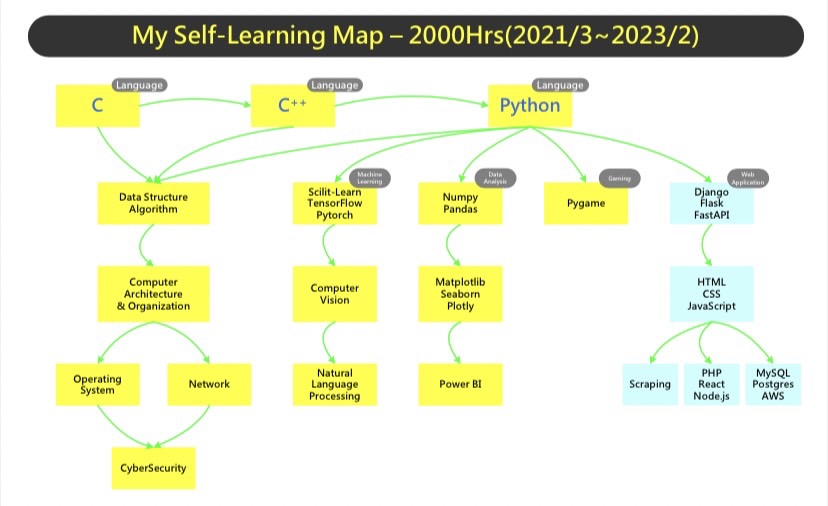 My Self-Learning Map – 2000Hrs(2021/3~2023/2)
Language
C
Language
C++
Language
Python
Data Structure
Algorithm
Machine
Learning
Scilit-Learn
TensorFlow
Pytorch
Data
Analysis
Numpy
Pandas
Gaming
Pygame
Web
Application
Django
Flask
FastAPI
Computer
Architecture
& Organization
Computer
Vision
Matplotlib
Seaborn
Plotly
HTML
CSS
JavaScript
Operating
System
Network
Natural
Language
Processing
Power BI
Scraping
PHP
React
Node.js
MySQL
Postgres
AWS
CyberSecurity